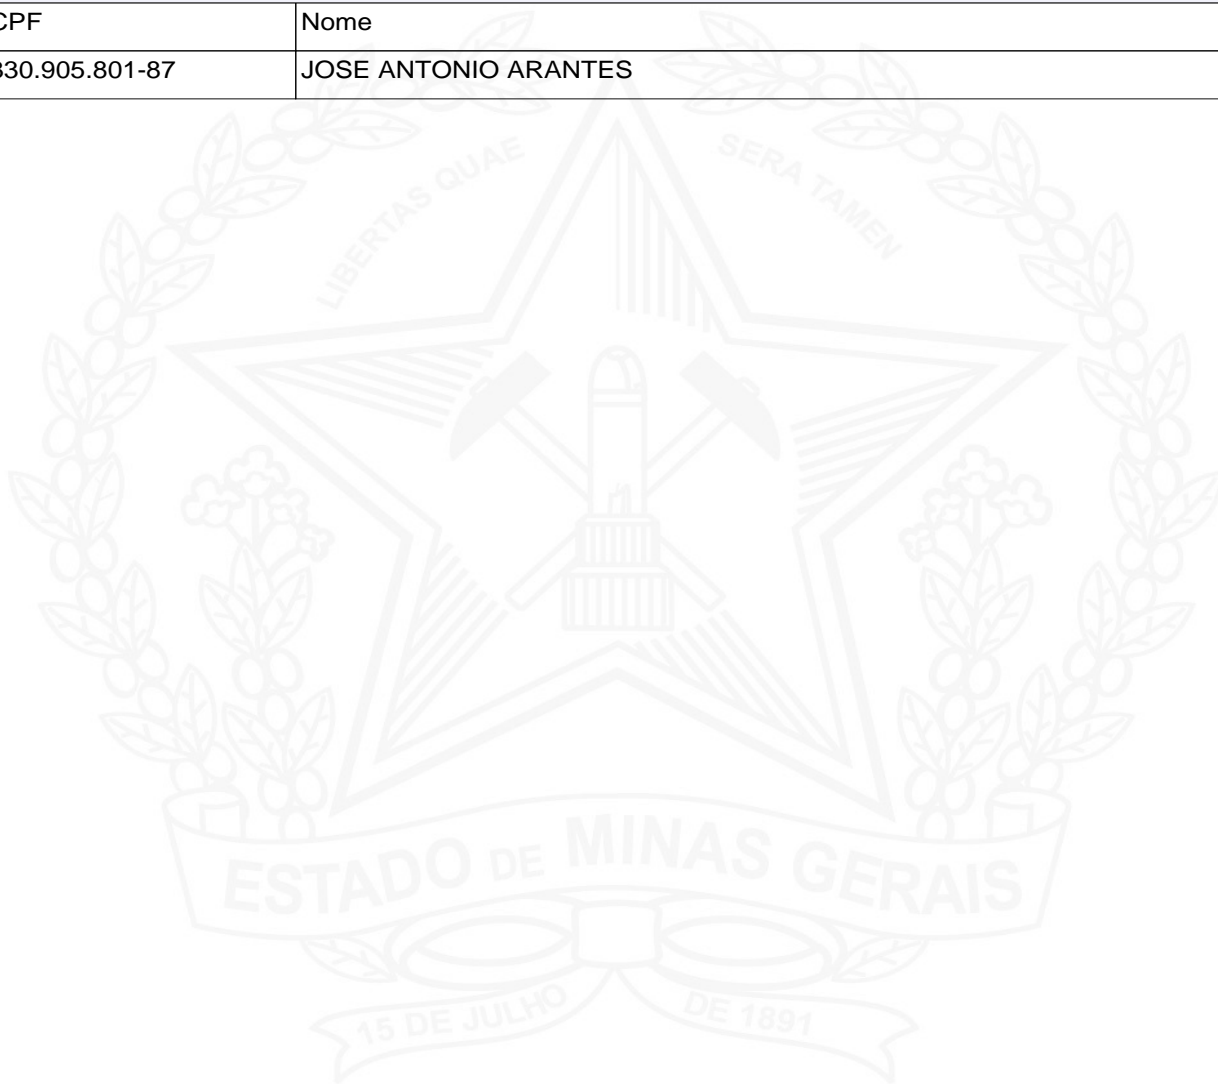 CPF Nome
830.905.801-87 JOSE ANTONIO ARANTES
LIBERTAS QUAE SERA TAMEN
ESTADO DE MINAS GERAIS
15 DE JULHO DE 1891